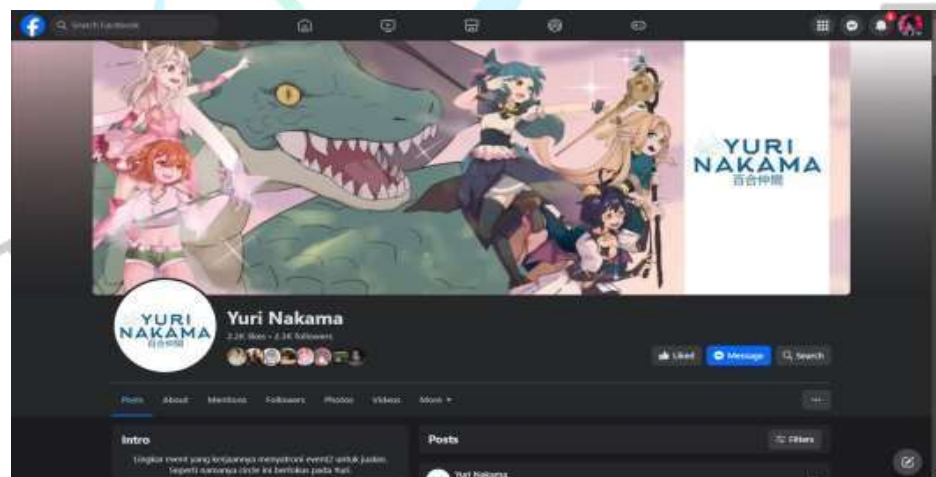 Search Facebook
YURI
NAKAMA
百合仲間
YURI
NAKAMA
百合仲間
Yuri Nakama
2.2K likes • 2.3K followers
Liked
Message
Search
Posts
About
Mentions
Followers
Photos
Videos
More
Intro
Lingkar event yang kerjaannya menyatroni event2 untuk jualan.
Seperti namanya circle ini berfokus pada Yuri.
Posts
Filters
Yuri Nakama